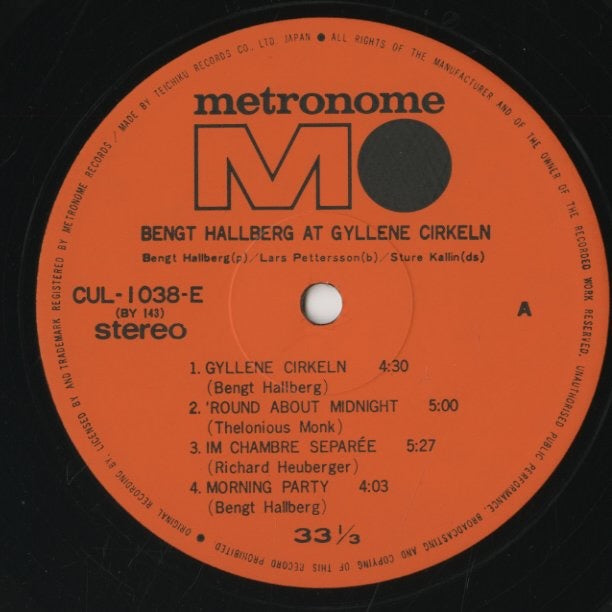 ORIGINAL RECORDING BY, LICENSED BY AND TRADEMARK REGISTERED BY METRONOME RECORDS / MADE BY TEICHIKU RECORDS CO., LTD. JAPAN ● ALL RIGHTS OF THE MANUFACTURER AND OF THE OWNER OF THE RECORDED WORK RESERVED. UNAUTHORISED PUBLIC PERFORMANCE, BROADCASTING AND COPYING OF THIS RECORD PROHIBITED. ●
metronome
MO
BENGT HALLBERG AT GYLLENE CIRKELN
Bengt Hallberg(p)／Lars Pettersson(b)／Sture Kallin(ds)
CUL-1038-E
(BY 143)
stereo
A
1. GYLLENE CIRKELN 4:30
(Bengt Hallberg)
2. 'ROUND ABOUT MIDNIGHT 5:00
(Thelonious Monk)
3. IM CHAMBRE SEPARÉE 5:27
(Richard Heuberger)
4. MORNING PARTY 4:03
(Bengt Hallberg)
33 1/3